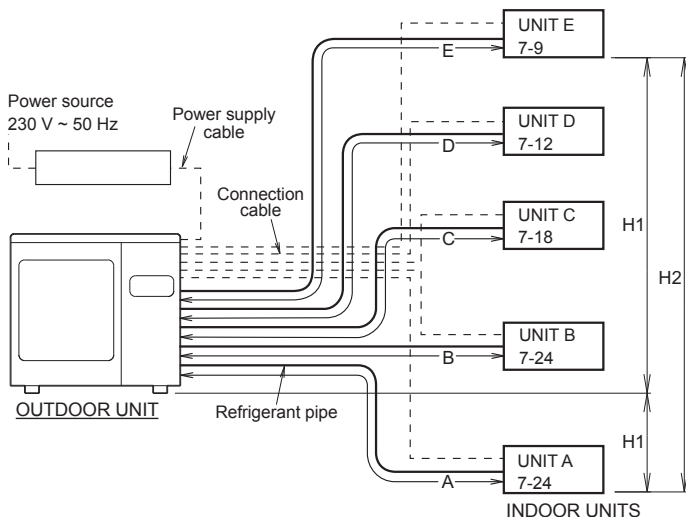 UNIT E
7-9
E
Power source
230 V ~ 50 Hz
Power supply
cable
UNIT D
7-12
D
Connection
cable
UNIT C
7-18
C
H1
H2
UNIT B
7-24
B
OUTDOOR UNIT
Refrigerant pipe
H1
UNIT A
7-24
A
INDOOR UNITS